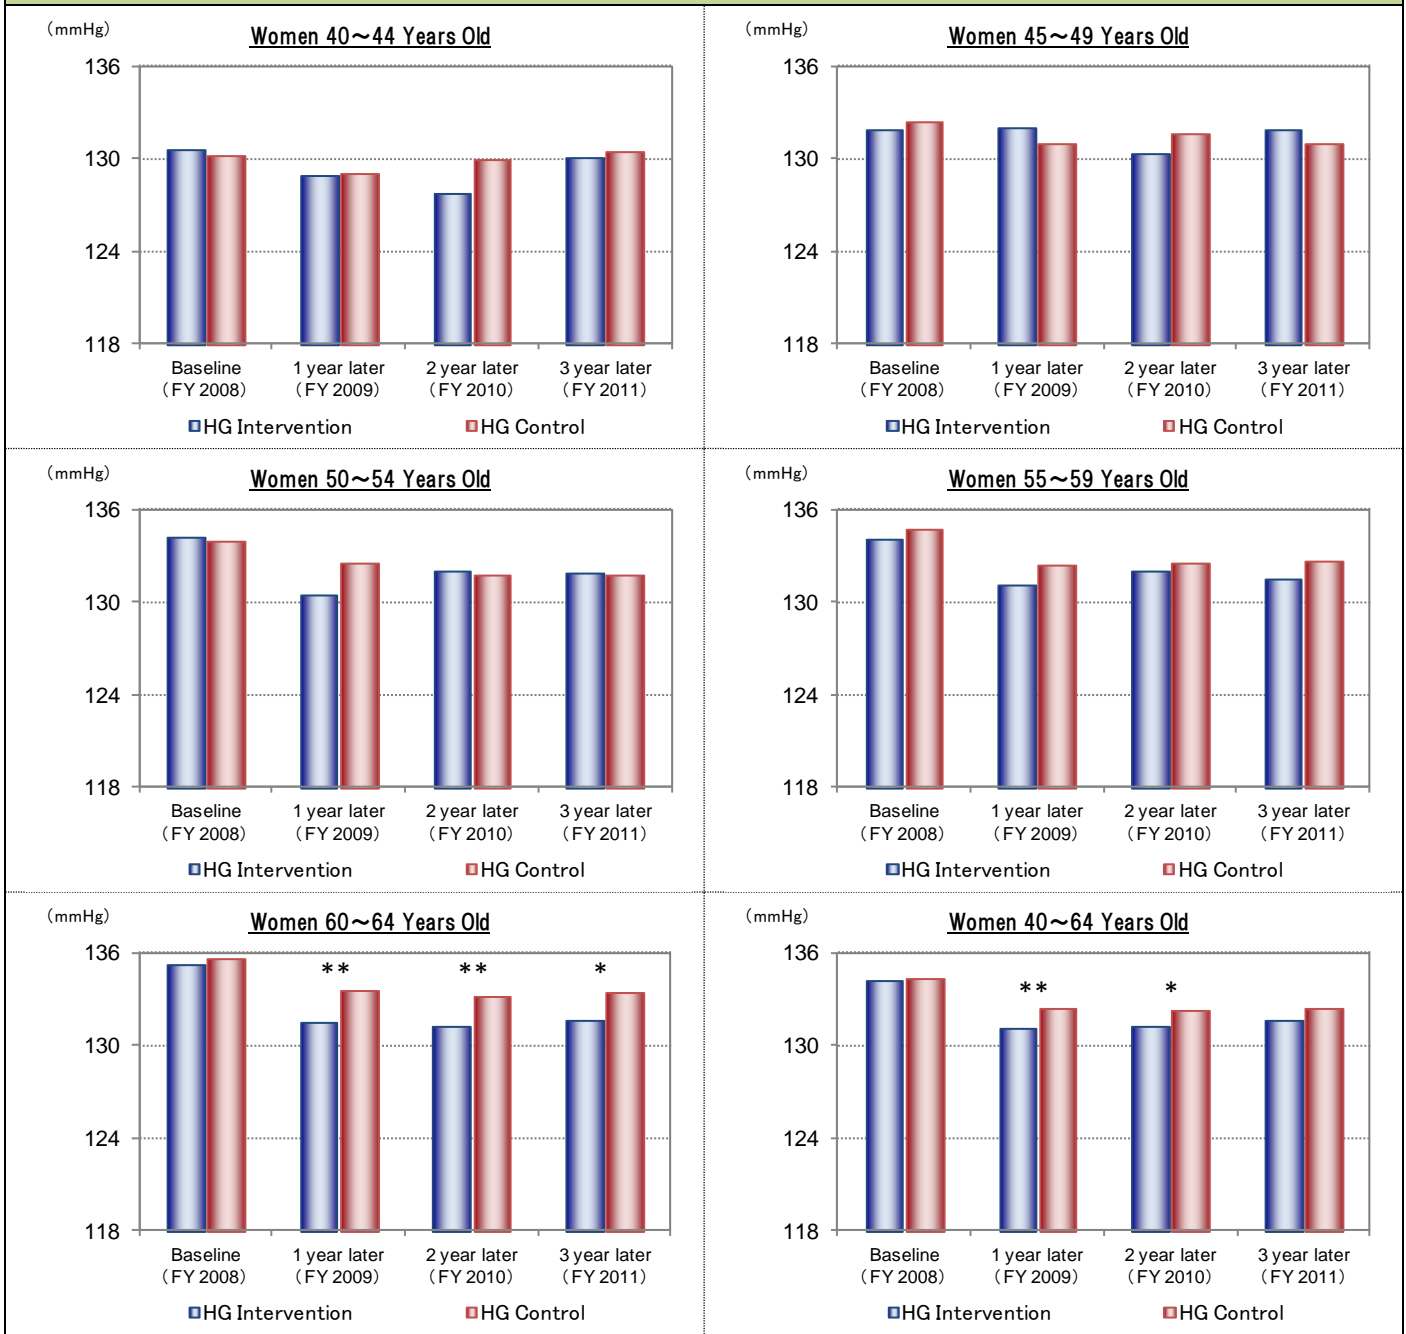 (mmHg)
Women 40～44 Years Old
136
130
124
118
Baseline 1 year later 2 year later 3 year later
(FY 2008) (FY 2009) (FY 2010) (FY 2011)
HG Intervention HG Control
(mmHg)
Women 45～49 Years Old
136
130
124
118
Baseline 1 year later 2 year later 3 year later
(FY 2008) (FY 2009) (FY 2010) (FY 2011)
HG Intervention HG Control
(mmHg)
Women 50～54 Years Old
136
130
124
118
Baseline 1 year later 2 year later 3 year later
(FY 2008) (FY 2009) (FY 2010) (FY 2011)
HG Intervention HG Control
(mmHg)
Women 55～59 Years Old
136
130
124
118
Baseline 1 year later 2 year later 3 year later
(FY 2008) (FY 2009) (FY 2010) (FY 2011)
HG Intervention HG Control
(mmHg)
Women 60～64 Years Old
136
** ** *
130
124
118
Baseline 1 year later 2 year later 3 year later
(FY 2008) (FY 2009) (FY 2010) (FY 2011)
HG Intervention HG Control
(mmHg)
Women 40～64 Years Old
136
** *
130
124
118
Baseline 1 year later 2 year later 3 year later
(FY 2008) (FY 2009) (FY 2010) (FY 2011)
HG Intervention HG Control